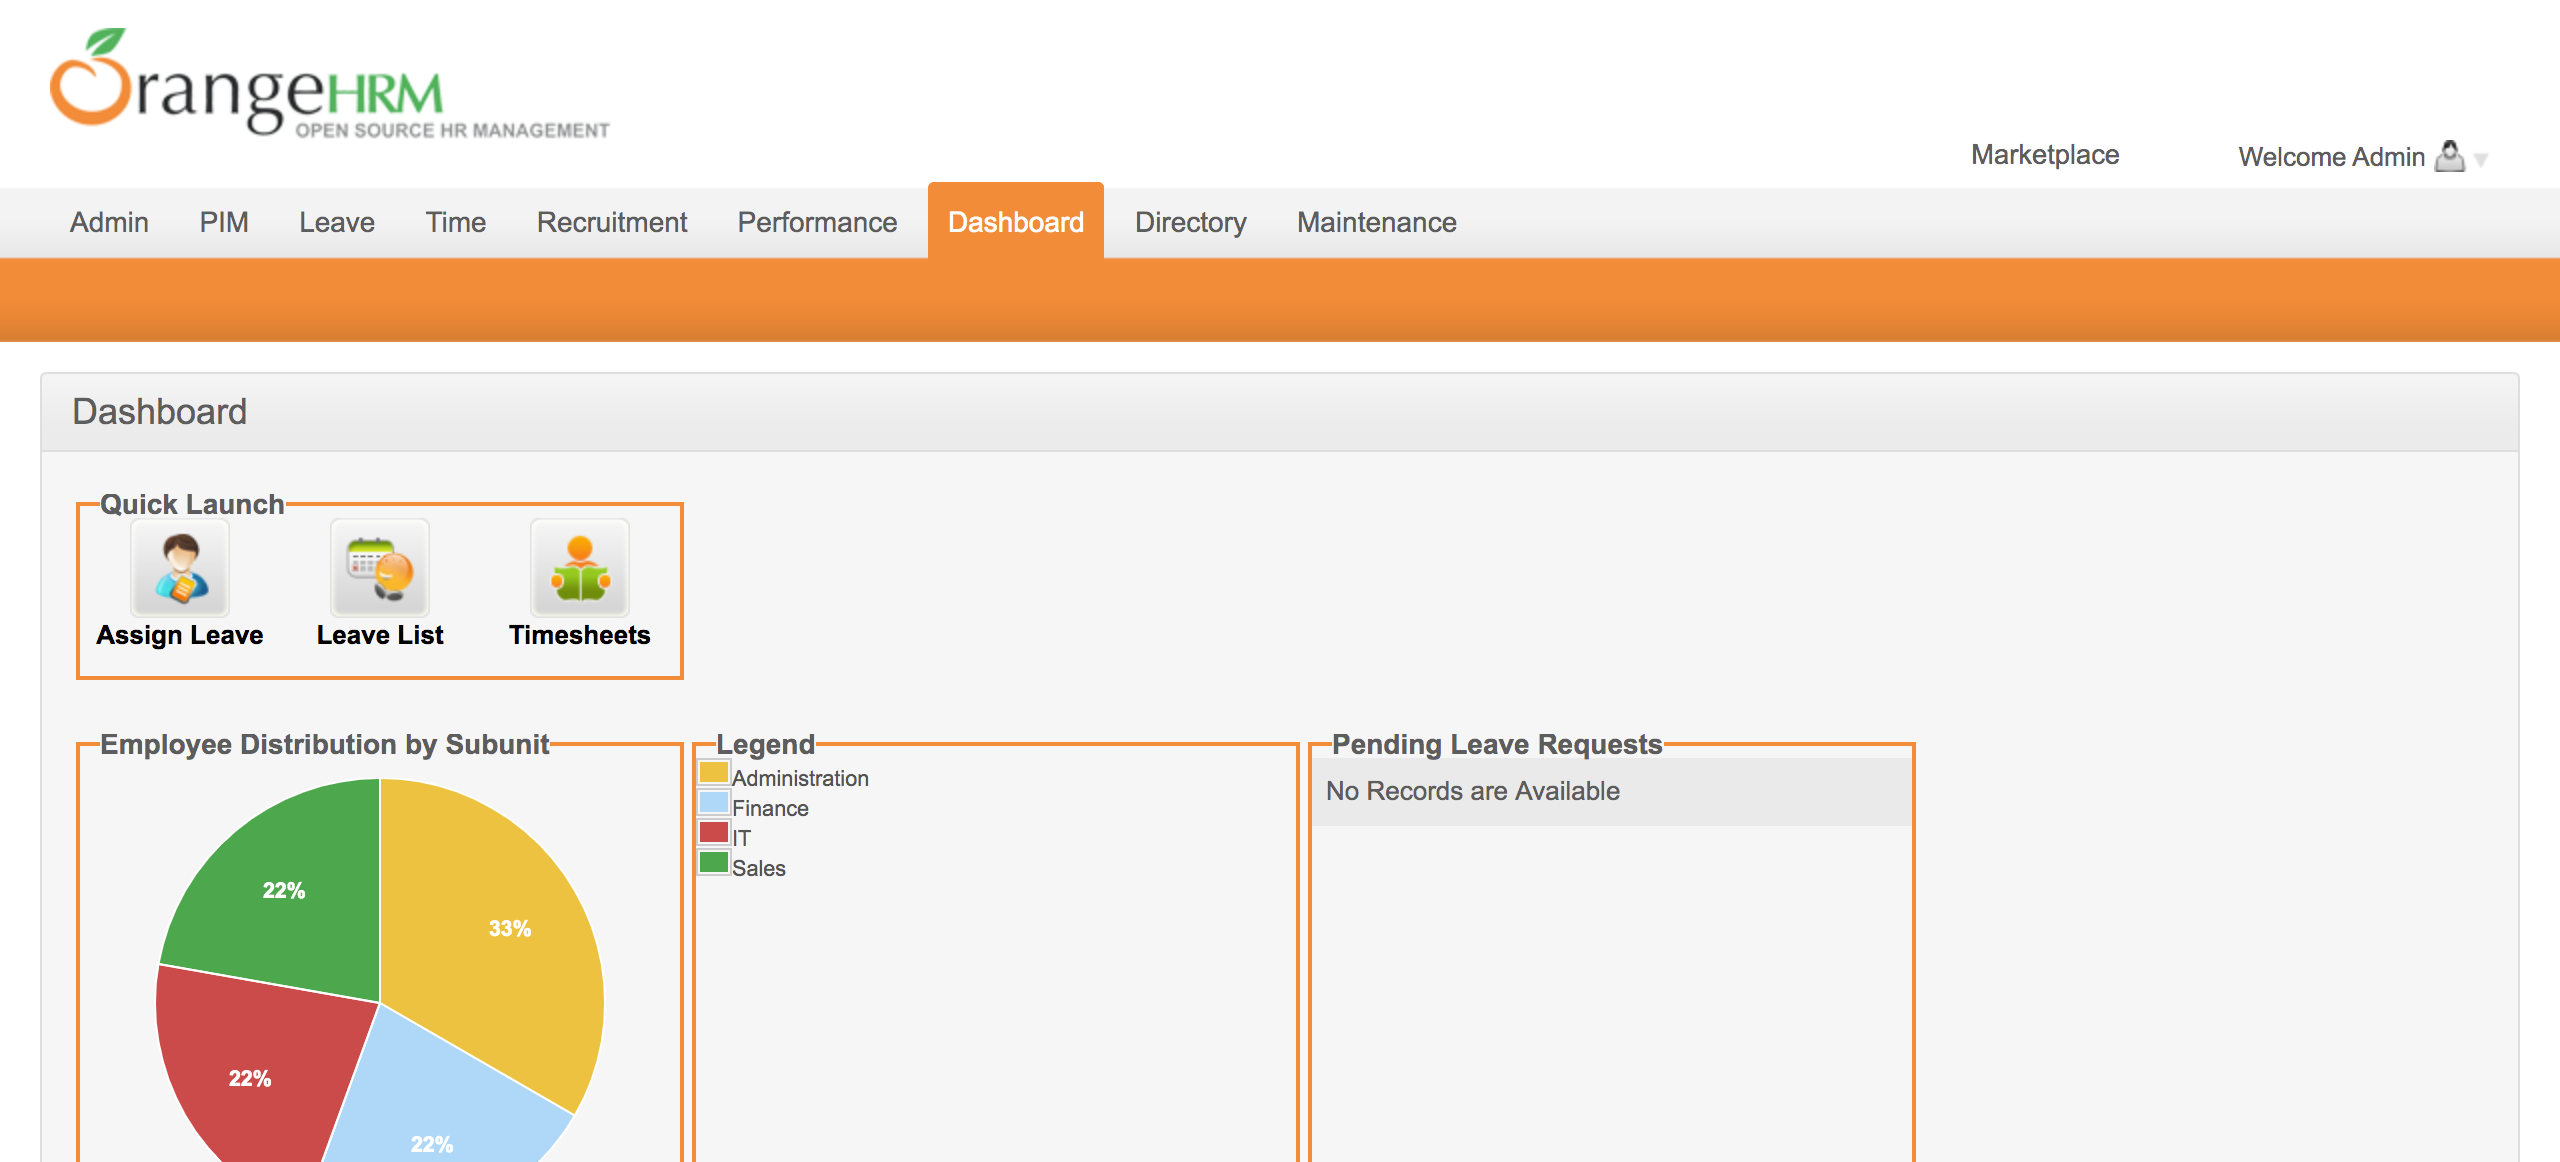 OrangeHRM
OPEN SOURCE HR MANAGEMENT
Marketplace
Welcome Admin
Admin PIM Leave Time Recruitment Performance Dashboard Directory Maintenance
Dashboard
Quick Launch
Assign Leave Leave List Timesheets
Employee Distribution by Subunit
22%
33%
22%
22%
Legend
Administration
Finance
IT
Sales
Pending Leave Requests
No Records are Available